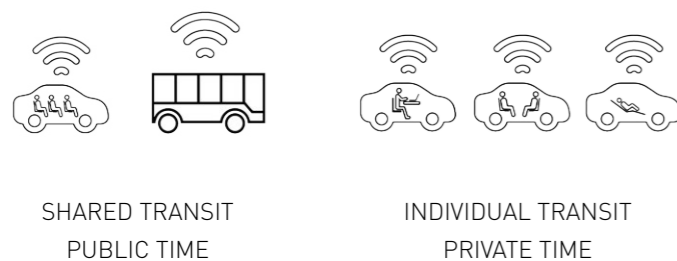 SHARED TRANSIT
PUBLIC TIME
INDIVIDUAL TRANSIT
PRIVATE TIME